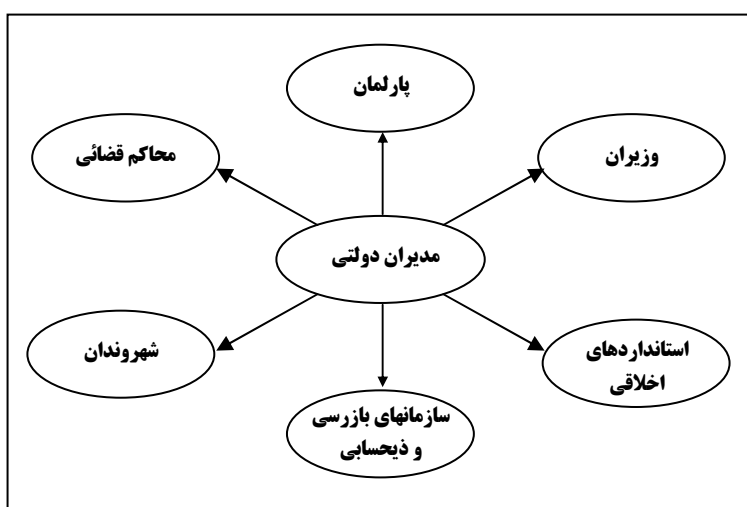 پارلمان
وزیران
محاکم قضائی
مدیران دولتی
استانداردهای
اخلاقی
شهروندان
سازمانهای بازرسی
و ذیحسابی